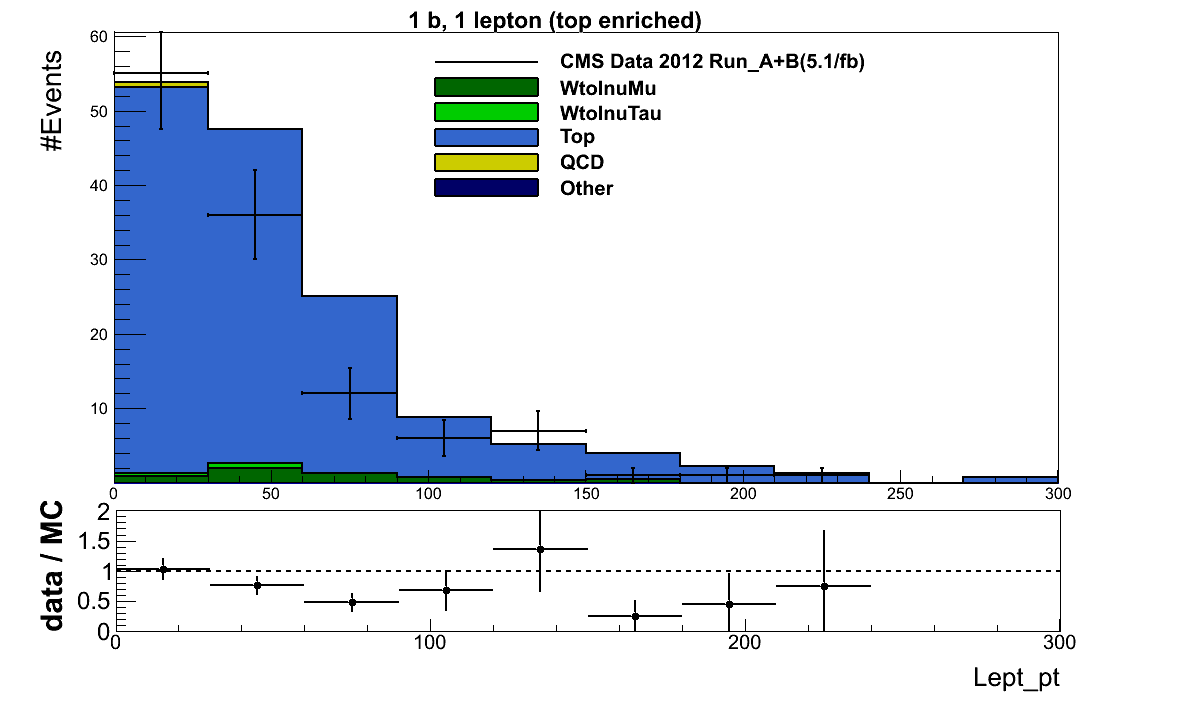 1 b, 1 lepton (top enriched)
#Events
60
50
40
30
20
10
CMS Data 2012 Run_A+B(5.1/fb)
WtolnuMu
WtolnuTau
Top
QCD
Other
0 50 100 150 200 250 300
data / MC
2
1.5
1
0.5
0
0 100 200 300
Lept_pt